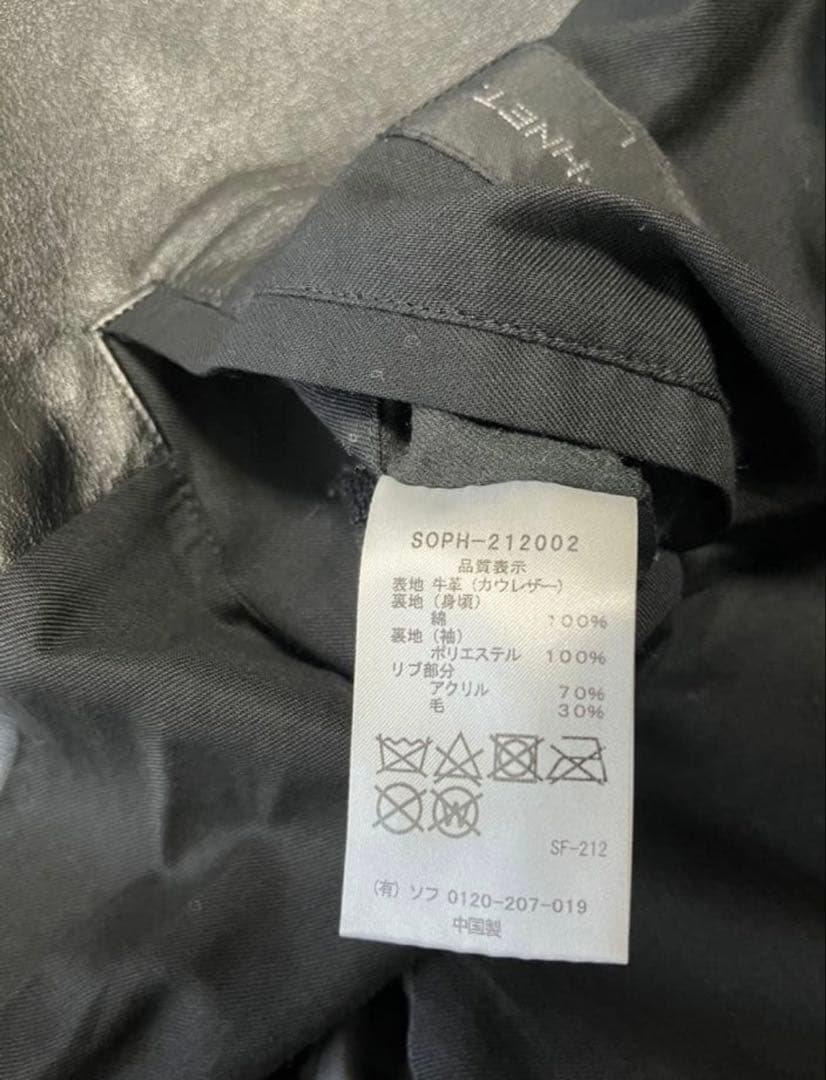 HNET.
L
SOPH-212002
品質表示
表地 牛革（カウレザー）
裏地（身頃）
綿 100%
裏地（袖）
ポリエステル 100%
リブ部分
アクリル 70%
毛 30%
W
SF-212
（有）ソフ 0120-207-019
中国製